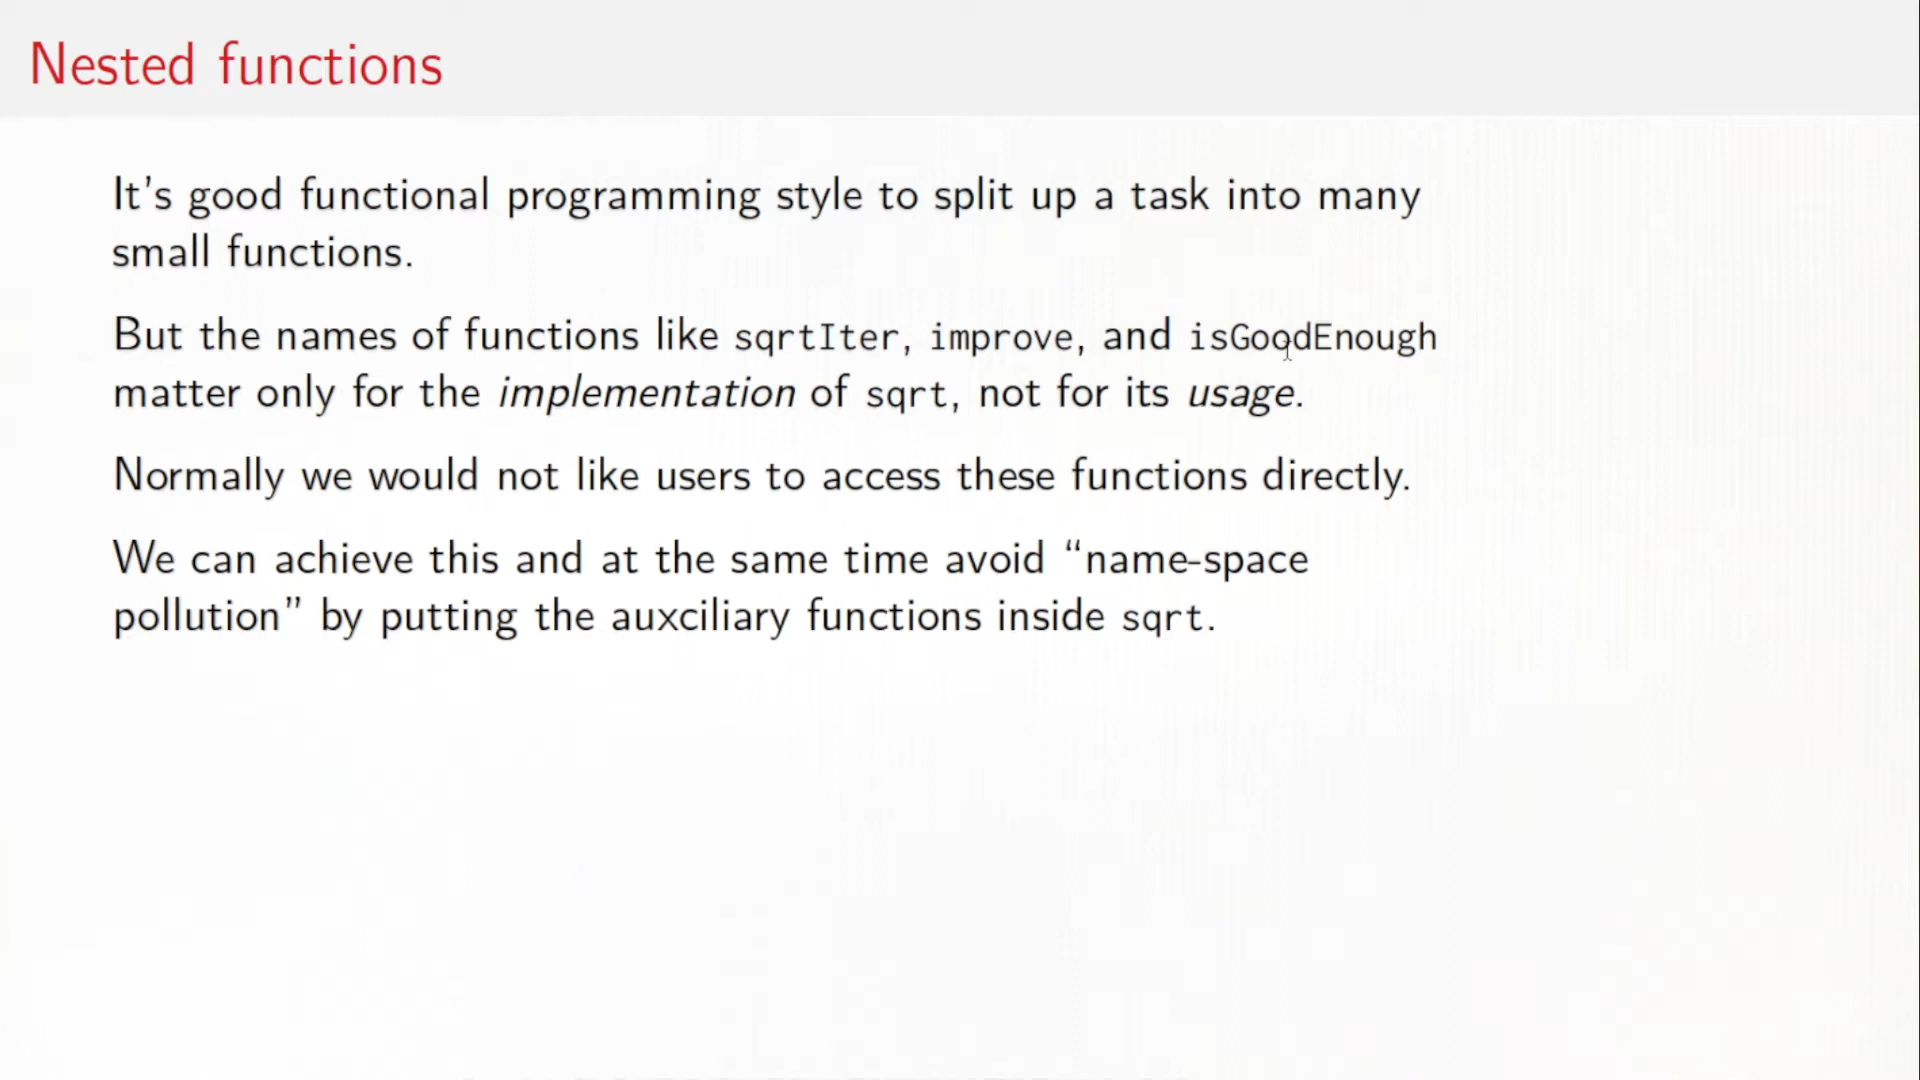 Nested functions
It's good functional programming style to split up a task into many
small functions.
But the names of functions like sqrtIter, improve, and isGoodEnough
matter only for the implementation of sqrt, not for its usage.
Normally we would not like users to access these functions directly.
We can achieve this and at the same time avoid “name-space
pollution” by putting the auxciliary functions inside sqrt.